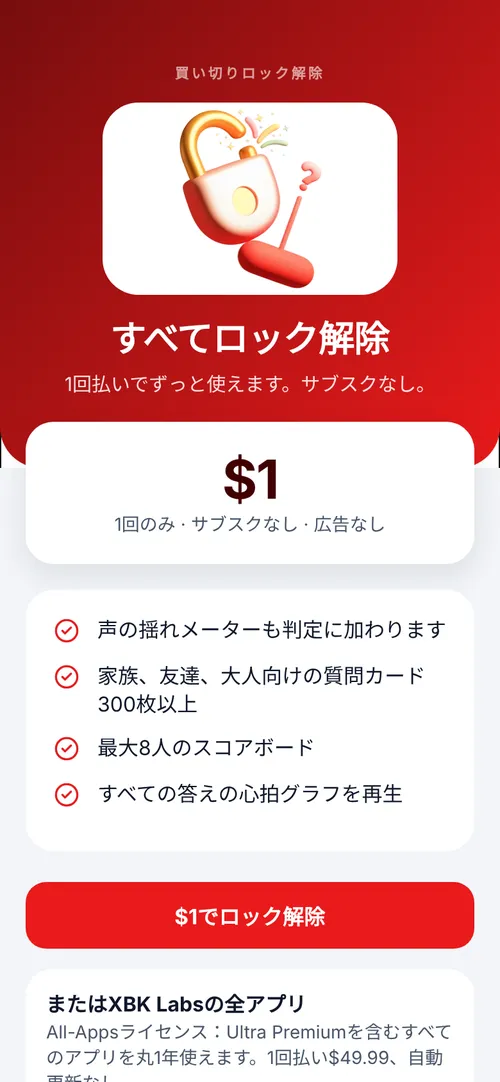 買い切りロック解除
?
すべてロック解除
1回払いでずっと使えます。サブスクなし。
$1
1回のみ · サブスクなし · 広告なし
声の揺れメーターも判定に加わります
家族、友達、大人向けの質問カード
300枚以上
最大8人のスコアボード
すべての答えの心拍グラフを再生
$1でロック解除
またはXBK Labsの全アプリ
All-Appsライセンス：Ultra Premiumを含むすべて
のアプリを丸1年使えます。1回払い$49.99、自動
更新なし